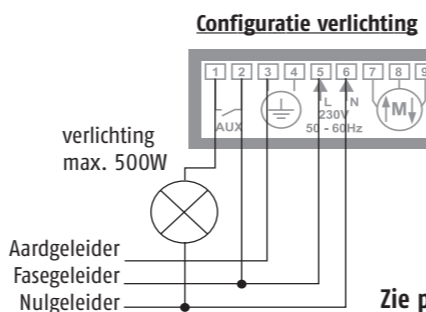 Configuratie verlichting
1 2 3 4 5 6 7 8 9
AUX L N M
230V
50 - 60Hz
verlichting
max. 500W
Aardgeleider
Fasegeleider
Nulgeleider
Zie p